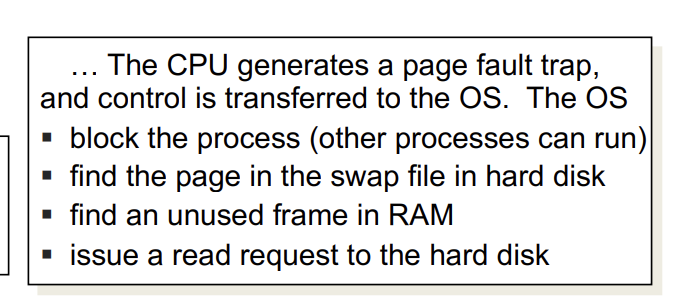 … The CPU generates a page fault trap,
and control is transferred to the OS.  The OS
▪ block the process (other processes can run)
▪ find the page in the swap file in hard disk
▪ find an unused frame in RAM
▪ issue a read request to the hard disk